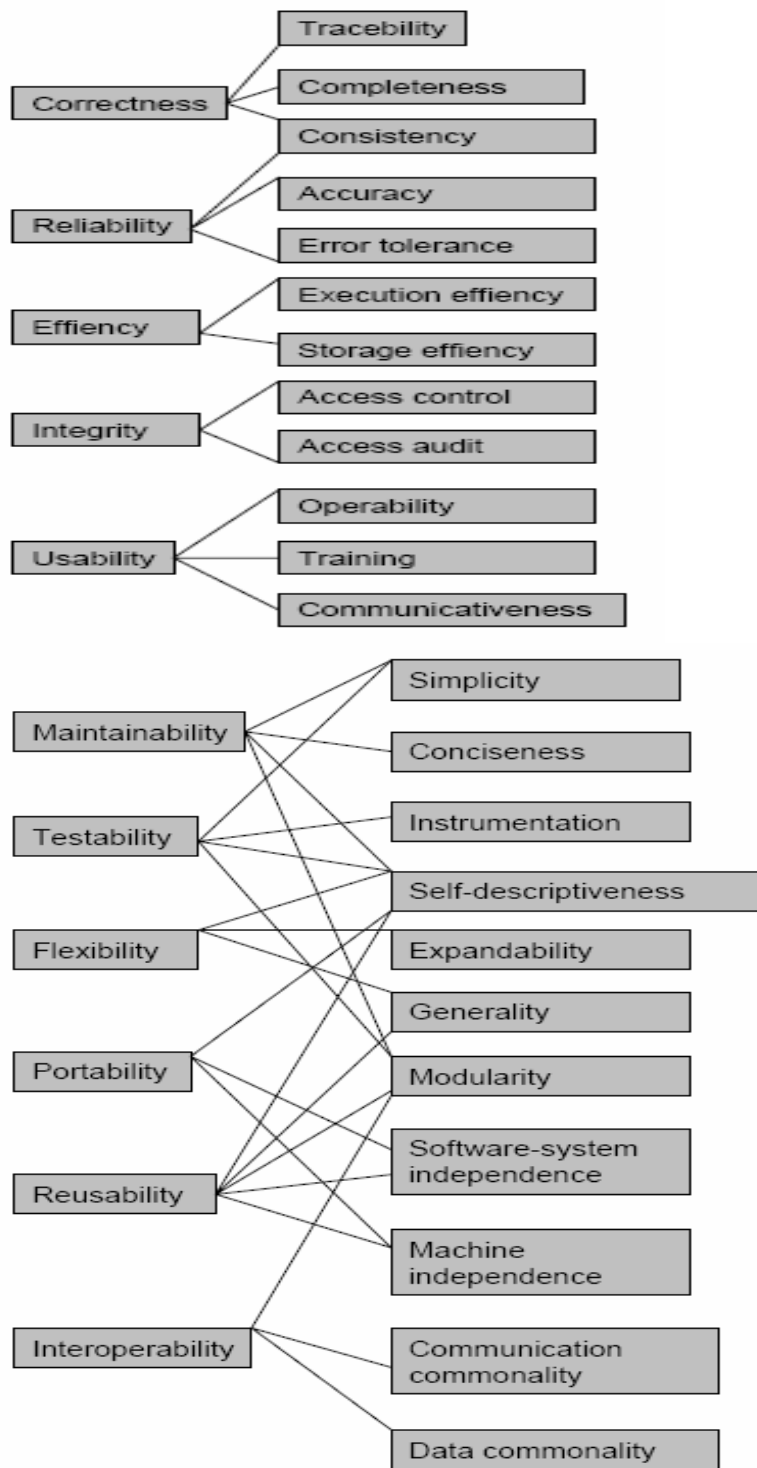 Tracebility
Correctness
Completeness
Consistency
Accuracy
Reliability
Error tolerance
Execution effiency
Effiency
Storage effiency
Access control
Integrity
Access audit
Operability
Usability
Training
Communicativeness
Simplicity
Maintainability
Conciseness
Testability
Instrumentation
Self-descriptiveness
Flexibility
Expandability
Generality
Portability
Modularity
Software-system
independence
Reusability
Machine
independence
Interoperability
Communication
commonality
Data commonality